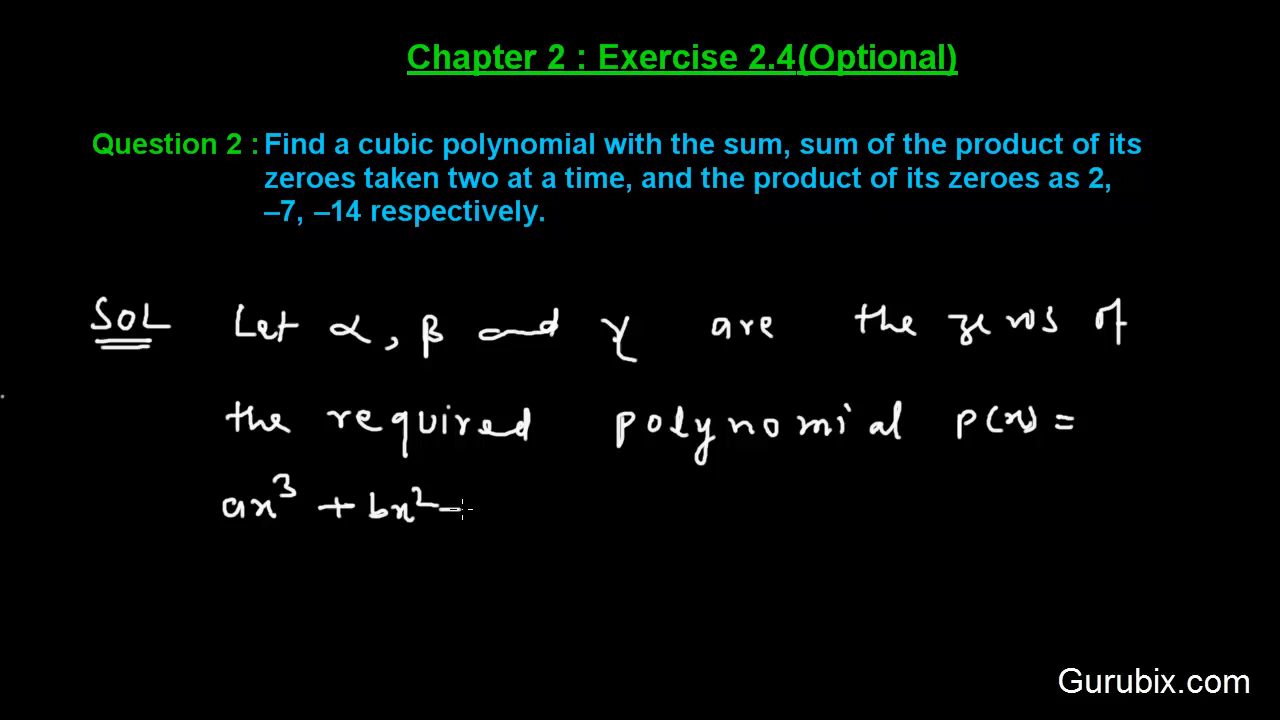 Chapter 2 : Exercise 2.4(Optional)
Question 2 : Find a cubic polynomial with the sum, sum of the product of its
zeroes taken two at a time, and the product of its zeroes as 2,
–7, –14 respectively.
SOL Let α, β and γ are the zeros of
the required polynomial p(x) =
ax³ + bx² -
Gurubix.com